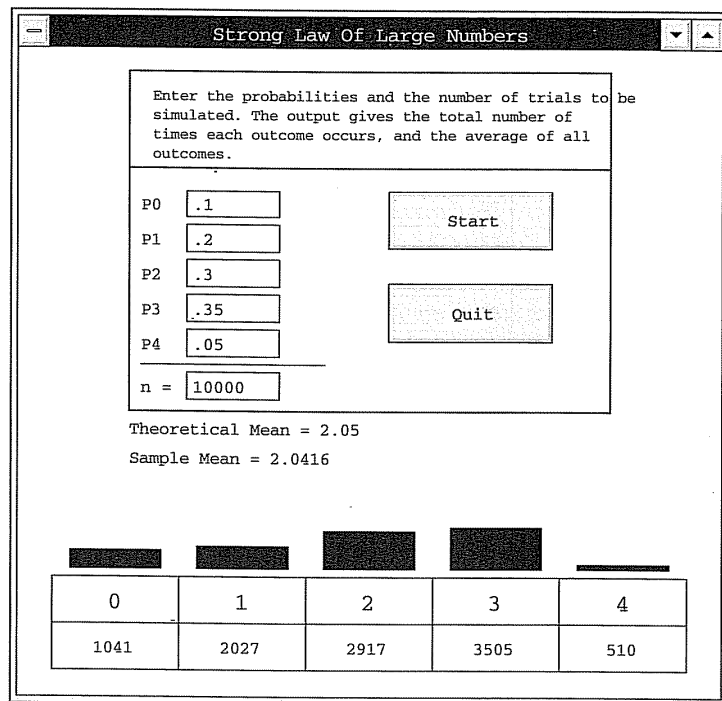 Strong Law Of Large Numbers
Enter the probabilities and the number of trials to be
simulated. The output gives the total number of
times each outcome occurs, and the average of all
outcomes.
P0 .1
P1 .2
P2 .3
P3 .35
P4 .05
n = 10000
Start
Quit
Theoretical Mean = 2.05
Sample Mean = 2.0416
0 1 2 3 4
1041 2027 2917 3505 510